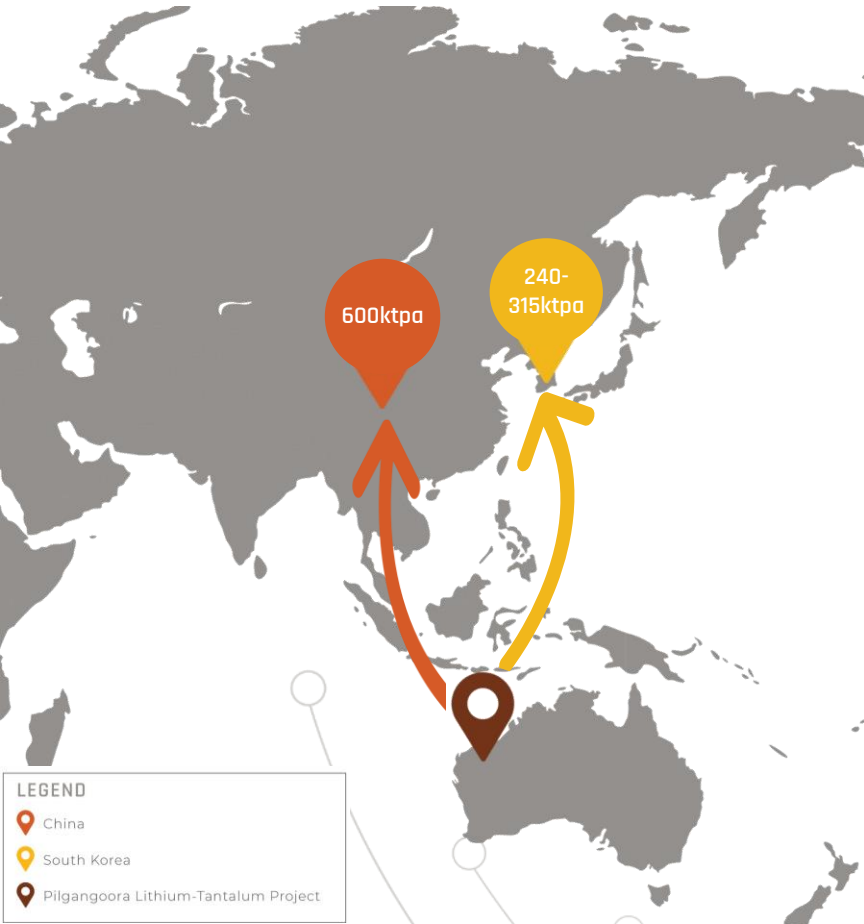 240-
315ktpa
600ktpa
LEGEND
China
South Korea
Pilgangoora Lithium-Tantalum Project